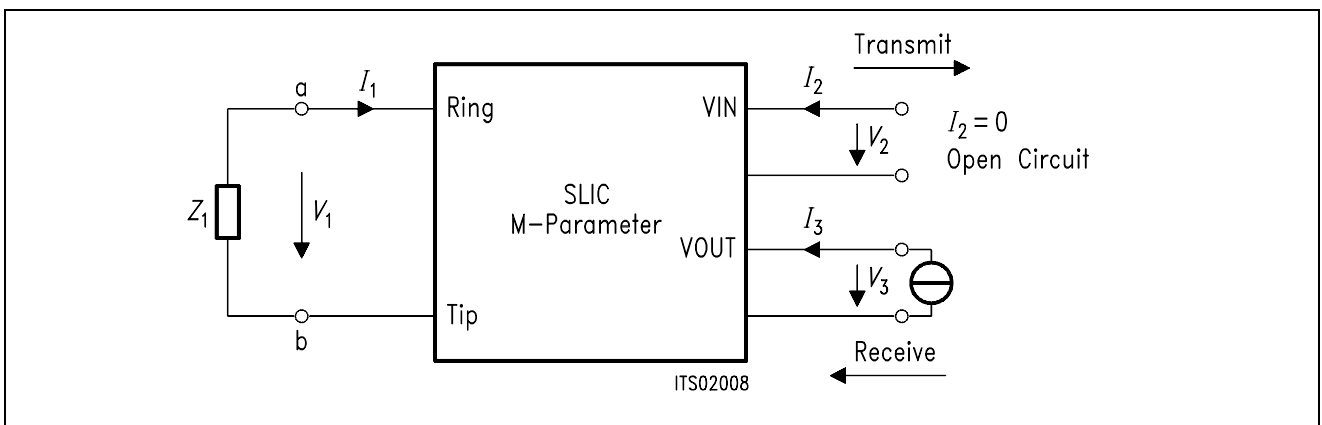 Transmit
a
I1
Ring
VIN
I2
V2
I2 = 0
Open Circuit
Z1
V1
SLIC
M-Parameter
VOUT
I3
V3
Tip
b
Receive
ITS02008